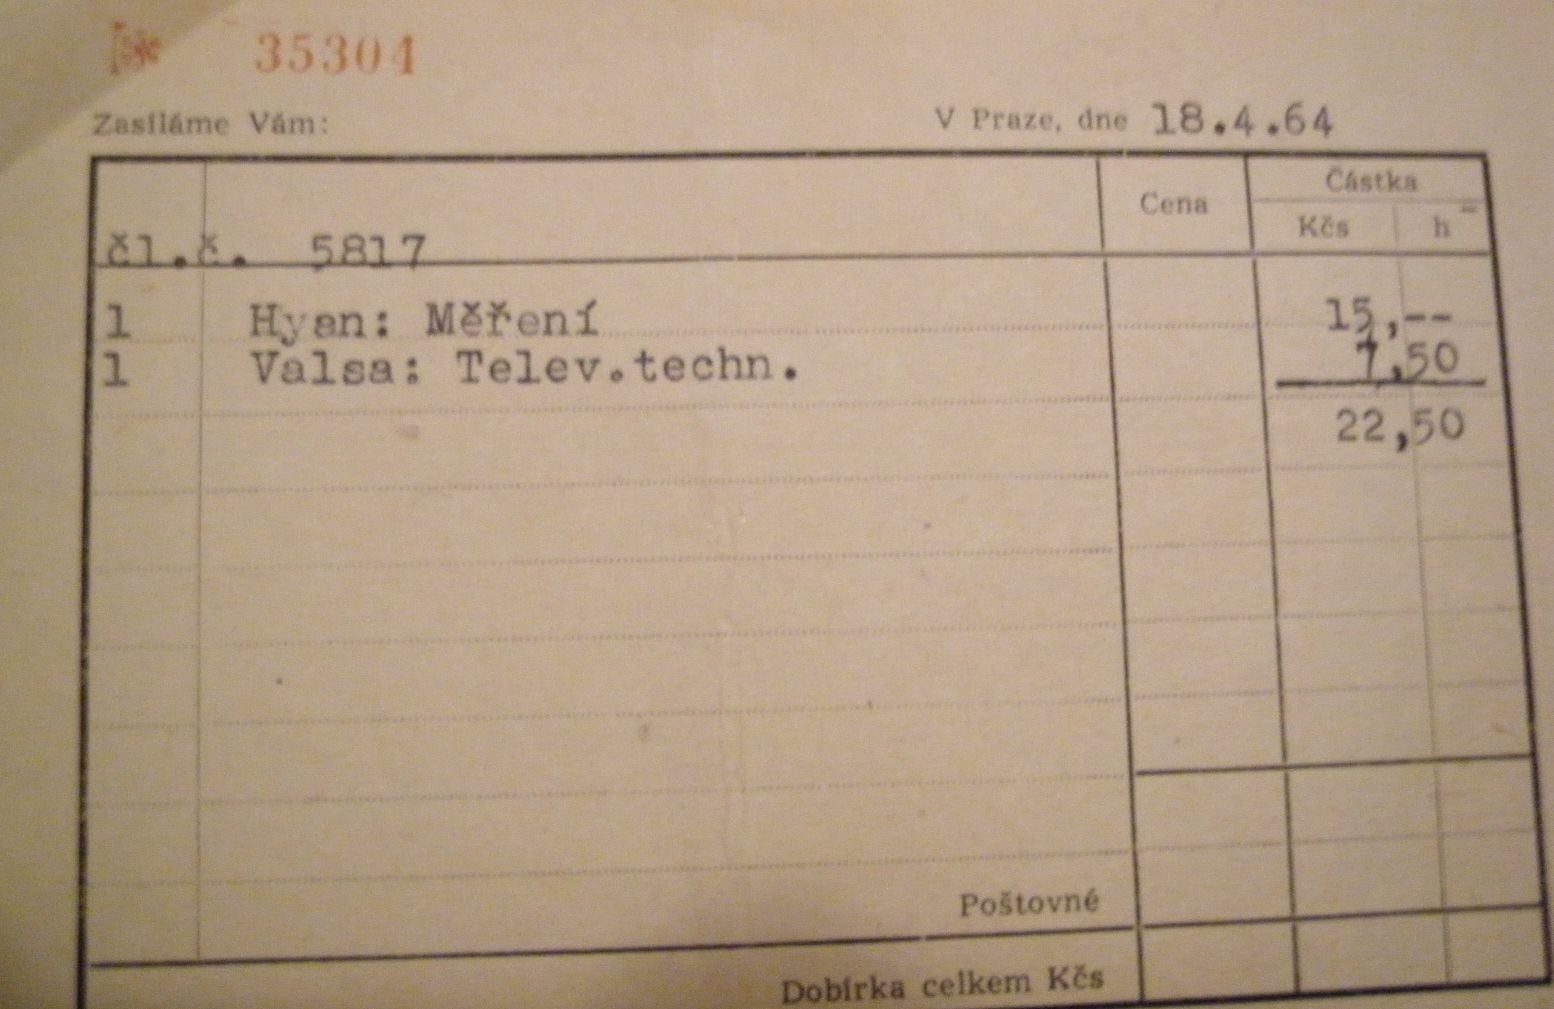 35304
Zasíláme Vám: V Praze, dne 18.4.64
Cena Částka
Kčs h
čl.č. 5817
1 Hyan: Měření 15,--
1 Valsa: Telev.techn. 7,50
22,50
Poštovné
Dobírka celkem Kčs